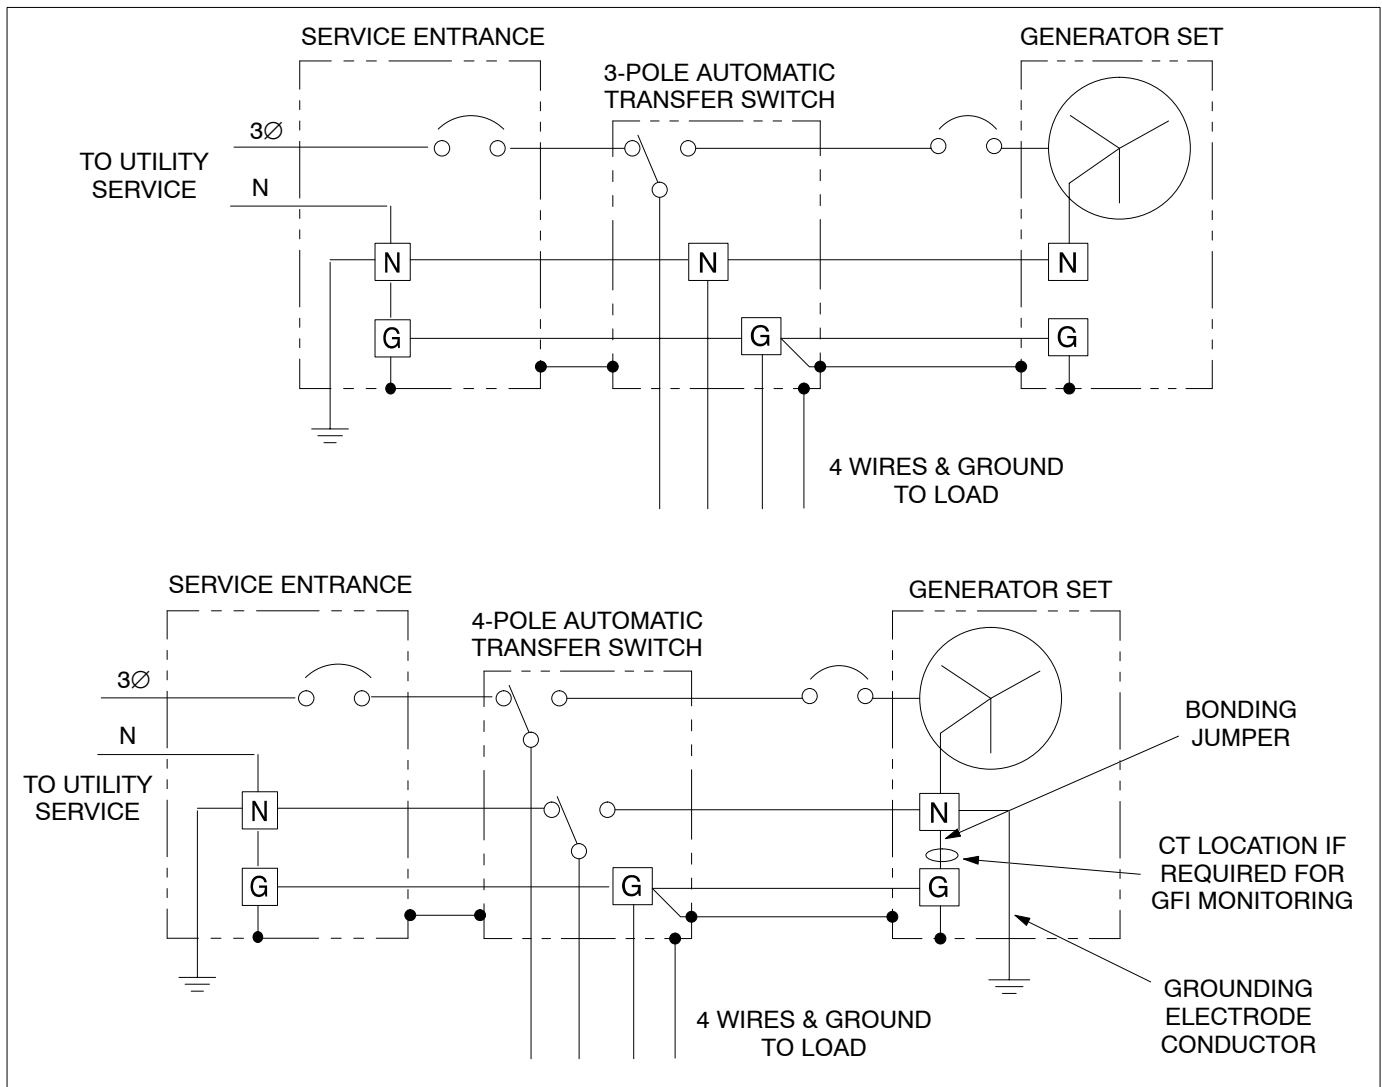 SERVICE ENTRANCE
GENERATOR SET
3-POLE AUTOMATIC
TRANSFER SWITCH
3∅
TO UTILITY
SERVICE
N
N
N
N
G
G
G
4 WIRES & GROUND
TO LOAD
SERVICE ENTRANCE
GENERATOR SET
4-POLE AUTOMATIC
TRANSFER SWITCH
3∅
N
TO UTILITY
SERVICE
BONDING
JUMPER
N
N
CT LOCATION IF
REQUIRED FOR
GFI MONITORING
G
G
G
GROUNDING
ELECTRODE
CONDUCTOR
4 WIRES & GROUND
TO LOAD